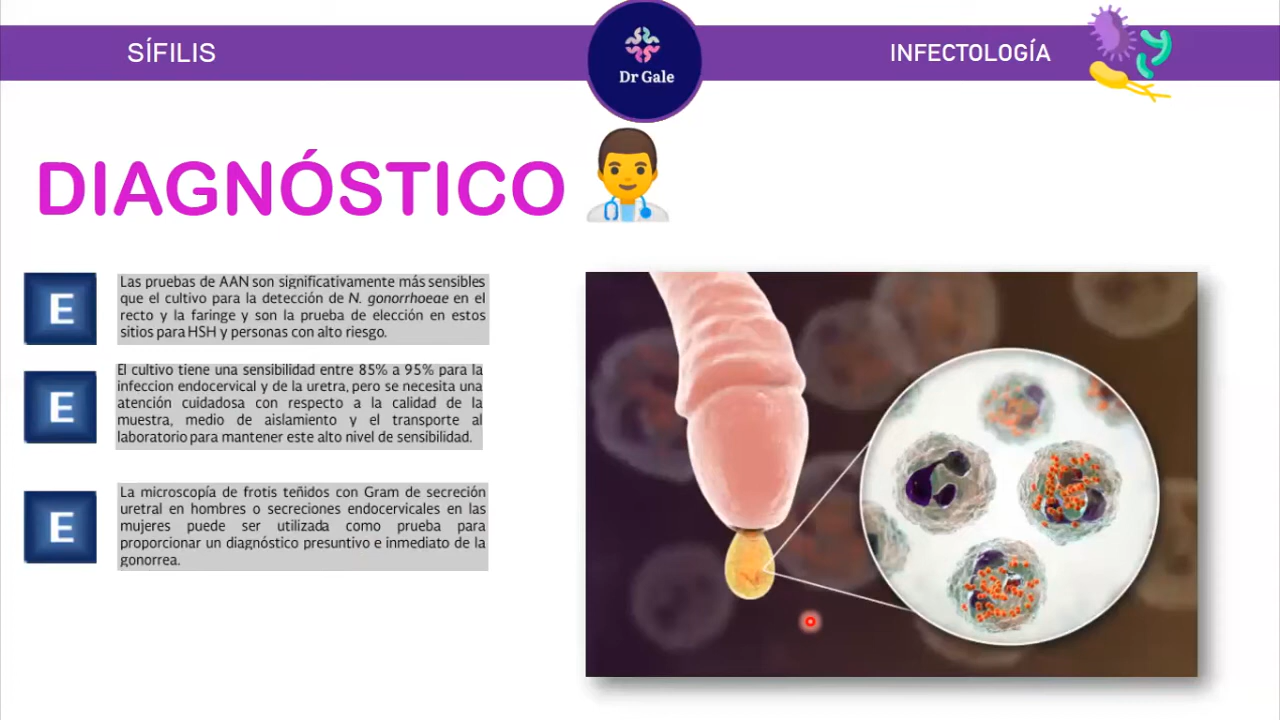 SÍFILIS
Dr Gale
INFECTOLOGÍA
DIAGNÓSTICO
E
Las pruebas de AAN son significativamente más sensibles
que el cultivo para la detección de N. gonorrhoeae en el
recto y la faringe y son la prueba de elección en estos
sitios para HSH y personas con alto riesgo.
E
El cultivo tiene una sensibilidad entre 85% a 95% para la
infeccion endocervical y de la uretra, pero se necesita una
atención cuidadosa con respecto a la calidad de la
muestra, medio de aislamiento y el transporte al
laboratorio para mantener este alto nivel de sensibilidad.
E
La microscopía de frotis teñidos con Gram de secreción
uretral en hombres o secreciones endocervicales en las
mujeres puede ser utilizada como prueba para
proporcionar un diagnóstico presuntivo e inmediato de la
gonorrea.